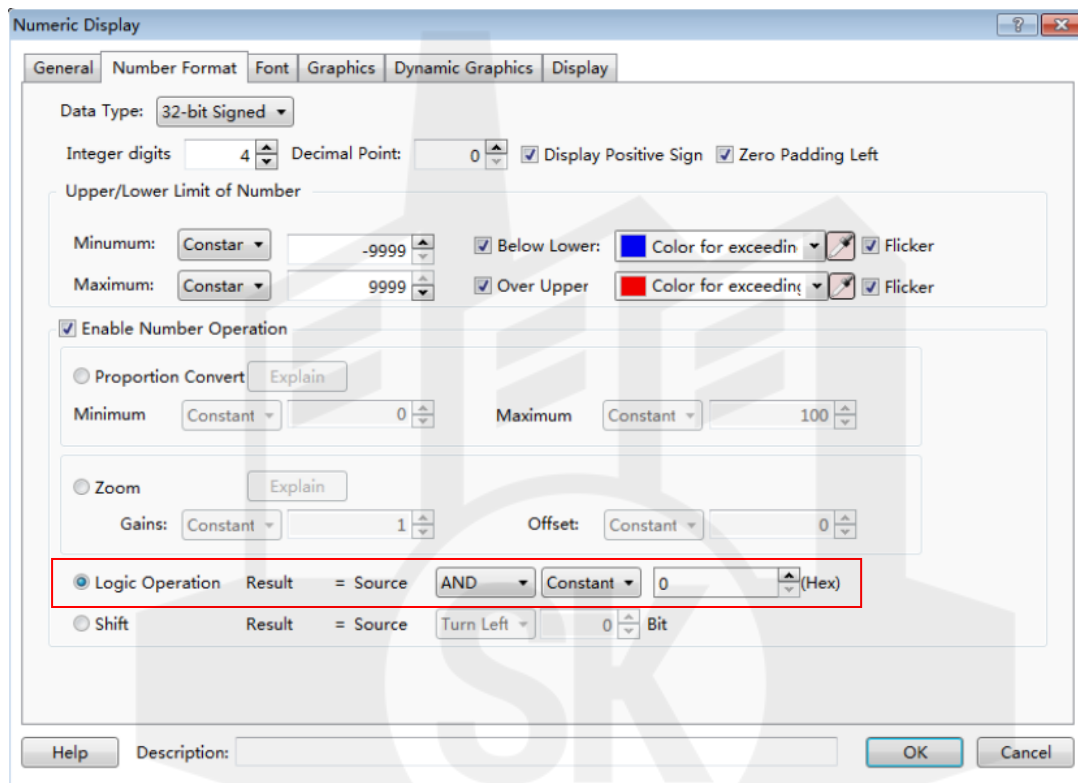 Numeric Display
General Number Format Font Graphics Dynamic Graphics Display
Data Type: 32-bit Signed
Integer digits 4 Decimal Point: 0 Display Positive Sign Zero Padding Left
Upper/Lower Limit of Number
Minumum: Constar -9999 Below Lower: Color for exceedin Flicker
Maximum: Constar 9999 Over Upper Color for exceeding Flicker
Enable Number Operation
Proportion Convert Explain
Minimum Constant 0 Maximum Constant 100
Zoom Explain
Gains: Constant 1 Offset: Constant 0
Logic Operation Result = Source AND Constant 0 (Hex)
Shift Result = Source Turn Left 0 Bit
SK
Help Description: OK Cancel